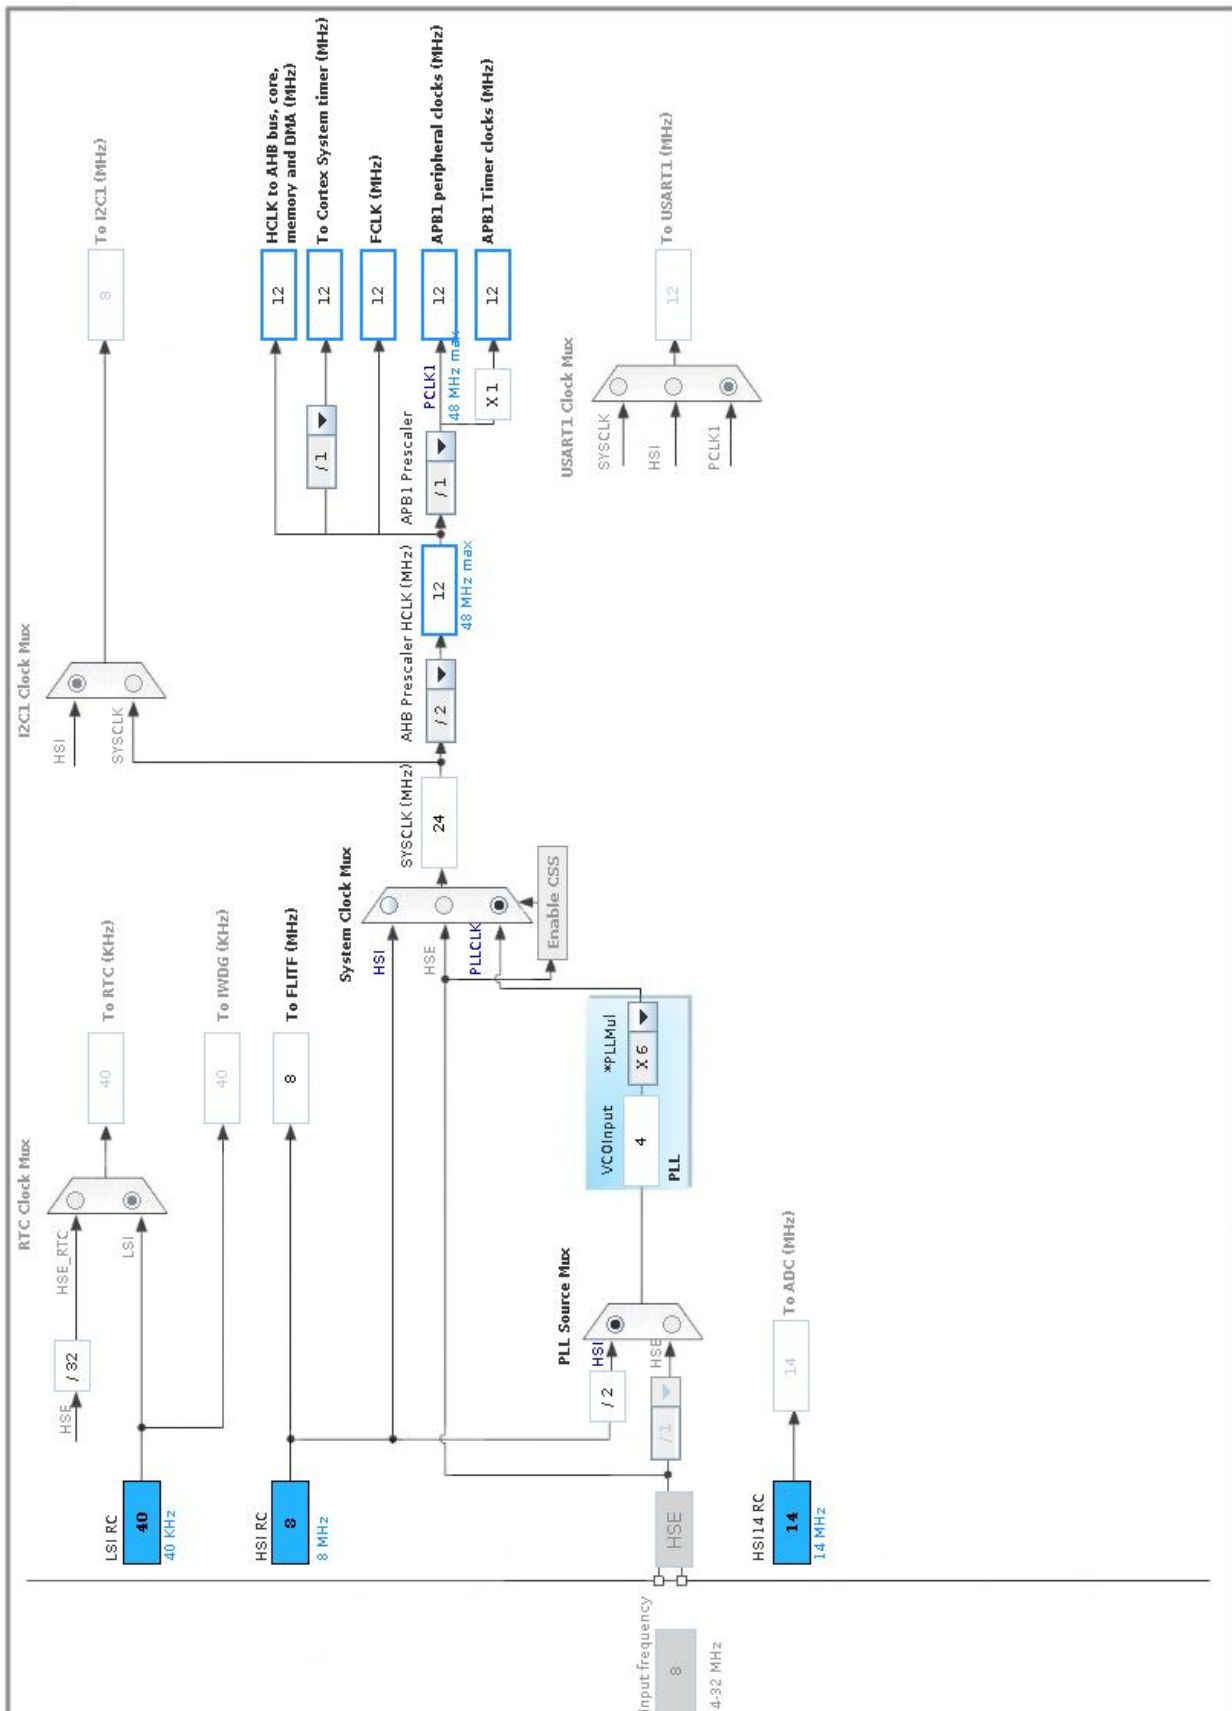 RTC Clock Mux
HSE
/ 32
HSE_RTC
LSI
40
To RTC (KHz)
LSI RC
40
40 KHz
40
To IWDG (KHz)
HSI RC
8
8 MHz
8
To FLITF (MHz)
I2C1 Clock Mux
HSI
SYSCLK
8
To I2C1 (MHz)
System Clock Mux
HSI
HSE
PLLCLK
Enable CSS
SYSCLK (MHz)
24
AHB Prescaler
/ 2
HCLK (MHz)
12
48 MHz max
APB1 Prescaler
/ 1
PCLK1
48 MHz max
X 1
/ 1
12
HCLK to AHB bus, core,
memory and DMA (MHz)
12
To Cortex System timer (MHz)
12
FCLK (MHz)
12
APB1 peripheral clocks (MHz)
12
APB1 Timer clocks (MHz)
PLL Source Mux
/ 2
HSI
/ 1
HSE
VCOInput
4
*PLLMul
X 6
PLL
USART1 Clock Mux
SYSCLK
HSI
PCLK1
12
To USART1 (MHz)
Input frequency
8
4-32 MHz
HSE
HSI14 RC
14
14 MHz
14
To ADC (MHz)